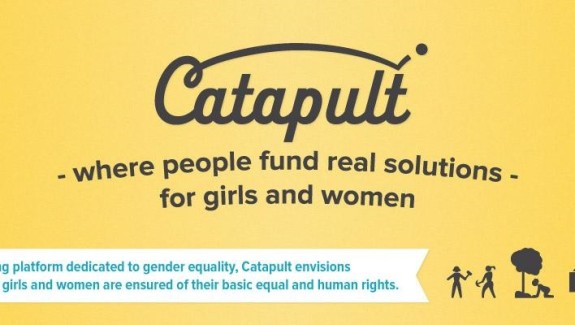 Catapult
- where people fund real solutions -
for girls and women
platform dedicated to gender equality, Catapult envisions
girls and women are ensured of their basic equal and human rights.